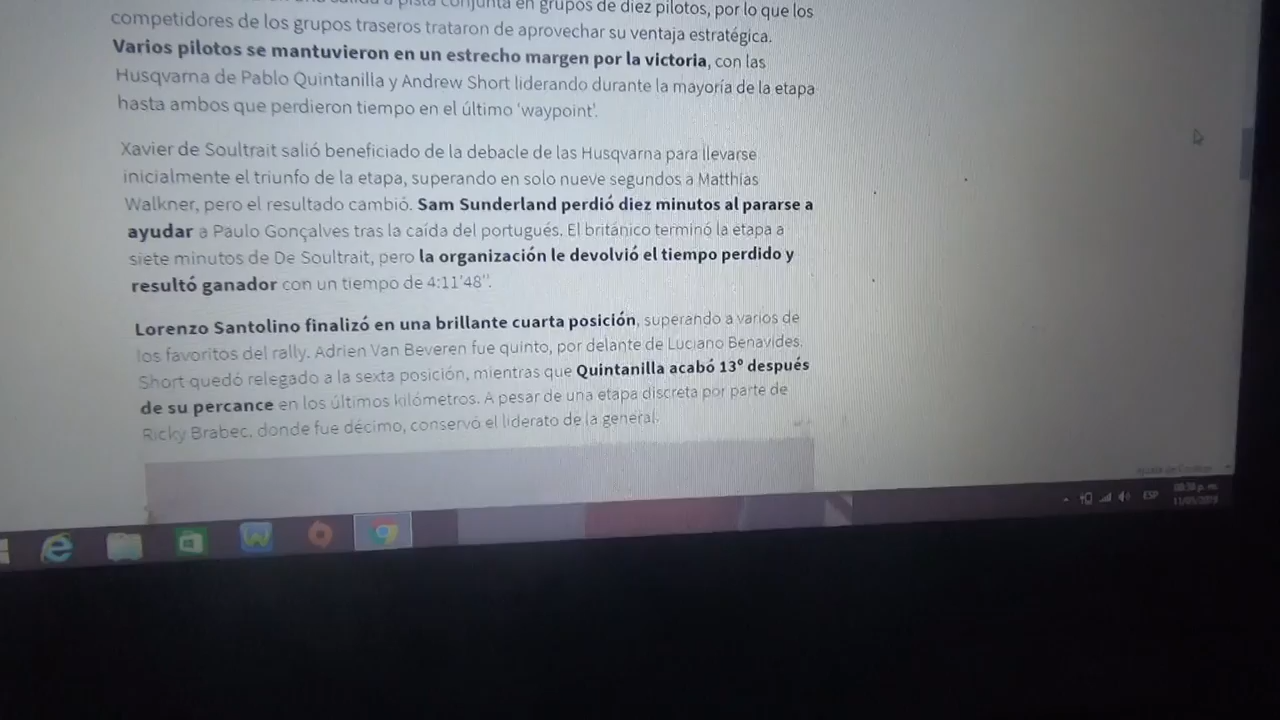 pista conjunta en grupos de diez pilotos, por lo que los
competidores de los grupos traseros trataron de aprovechar su ventaja estratégica.
Varios pilotos se mantuvieron en un estrecho margen por la victoria, con las
Husqvarna de Pablo Quintanilla y Andrew Short liderando durante la mayoría de la etapa
hasta ambos que perdieron tiempo en el último ‘waypoint’.
Xavier de Soultrait salió beneficiado de la debacle de las Husqvarna para llevarse
inicialmente el triunfo de la etapa, superando en solo nueve segundos a Matthias
Walkner, pero el resultado cambió. Sam Sunderland perdió diez minutos al pararse a
ayudar a Paulo Gonçalves tras la caída del portugués. El británico terminó la etapa a
siete minutos de De Soultrait, pero la organización le devolvió el tiempo perdido y
resultó ganador con un tiempo de 4:11’48’’.
Lorenzo Santolino finalizó en una brillante cuarta posición, superando a varios de
los favoritos del rally. Adrien Van Beveren fue quinto, por delante de Luciano Benavides.
Short quedó relegado a la sexta posición, mientras que Quintanilla acabó 13º después
de su percance en los últimos kilómetros. A pesar de una etapa discreta por parte de
Ricky Brabec, donde fue décimo, conservó el liderato de la general.
ESP